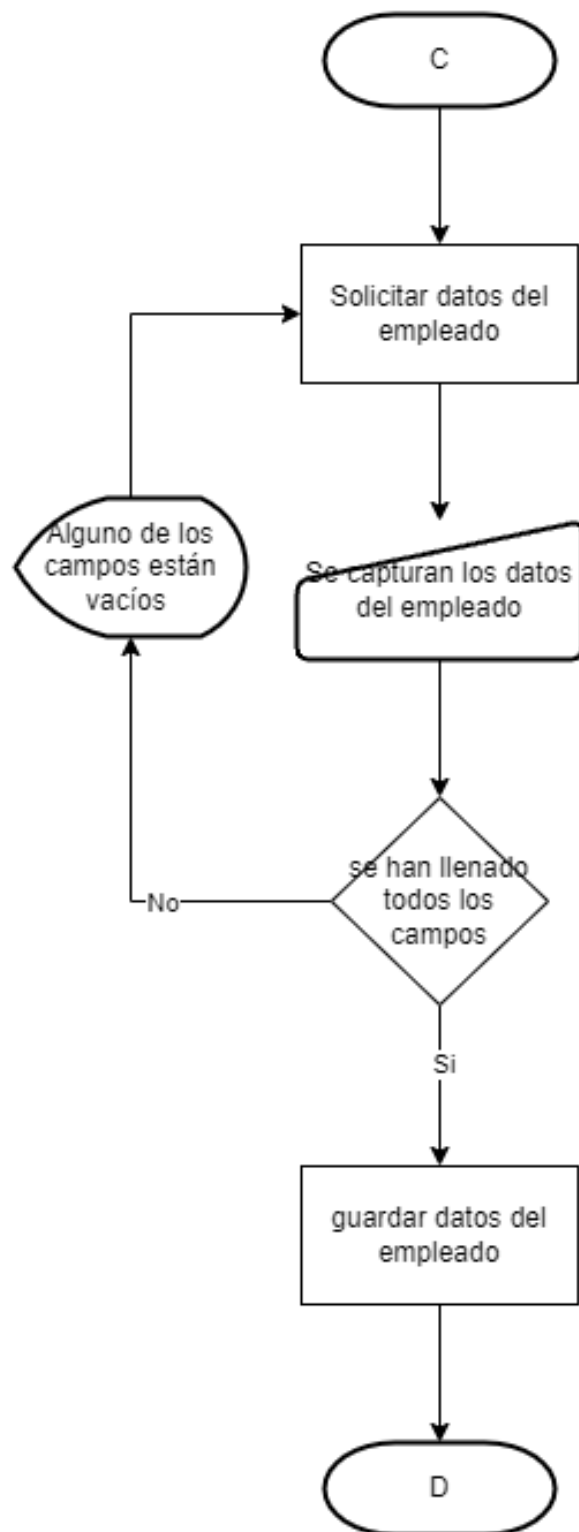 C
Solicitar datos del
empleado
Alguno de los
campos están
vacíos
Se capturan los datos
del empleado
se han llenado
todos los
campos
No
Si
guardar datos del
empleado
D